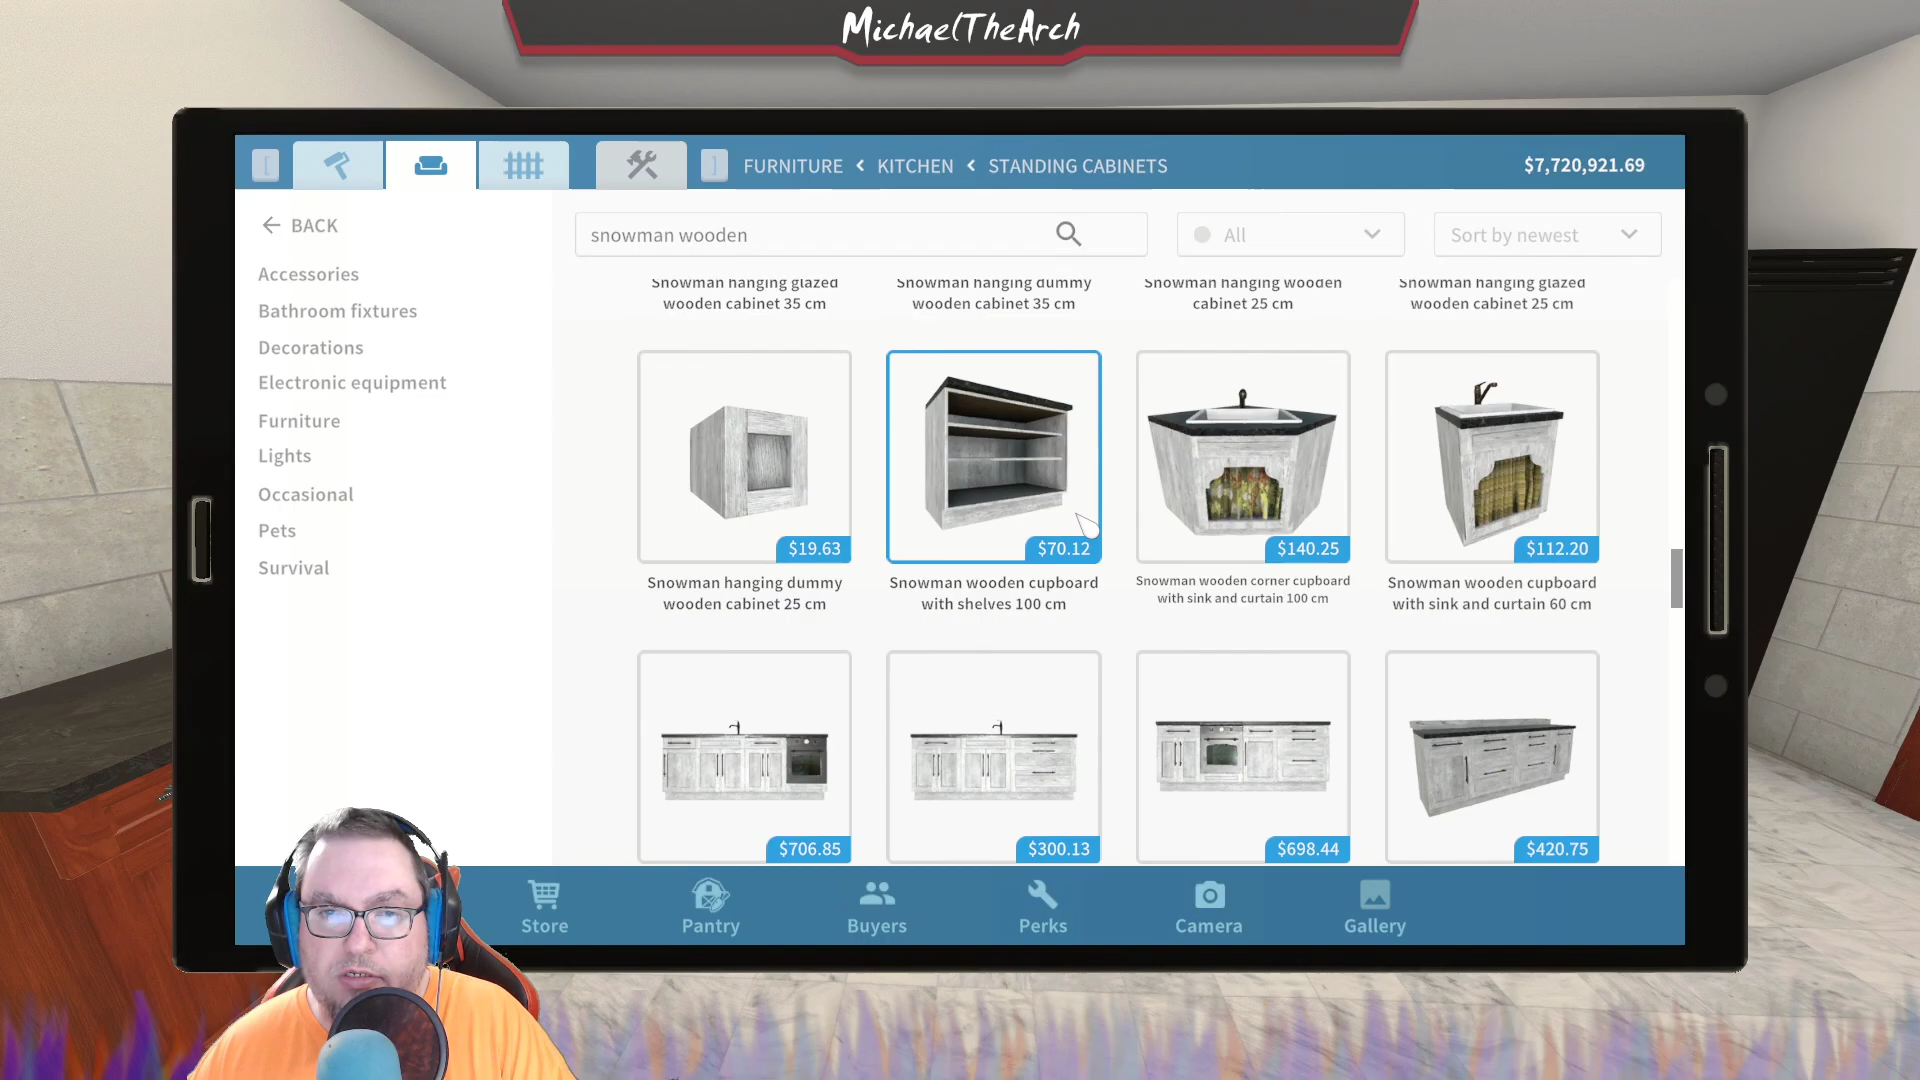 MichaelTheArch
[
]
FURNITURE < KITCHEN < STANDING CABINETS
$7,720,921.69
BACK
Accessories
Bathroom fixtures
Decorations
Electronic equipment
Furniture
Lights
Occasional
Pets
Survival
snowman wooden
All
Sort by newest
Snowman hanging glazed
wooden cabinet 35 cm
Snowman hanging dummy
wooden cabinet 35 cm
Snowman hanging wooden
cabinet 25 cm
Snowman hanging glazed
wooden cabinet 25 cm
$19.63
Snowman hanging dummy
wooden cabinet 25 cm
$70.12
Snowman wooden cupboard
with shelves 100 cm
$140.25
Snowman wooden corner cupboard
with sink and curtain 100 cm
$112.20
Snowman wooden cupboard
with sink and curtain 60 cm
$706.85
$300.13
$698.44
$420.75
Store
Pantry
Buyers
Perks
Camera
Gallery